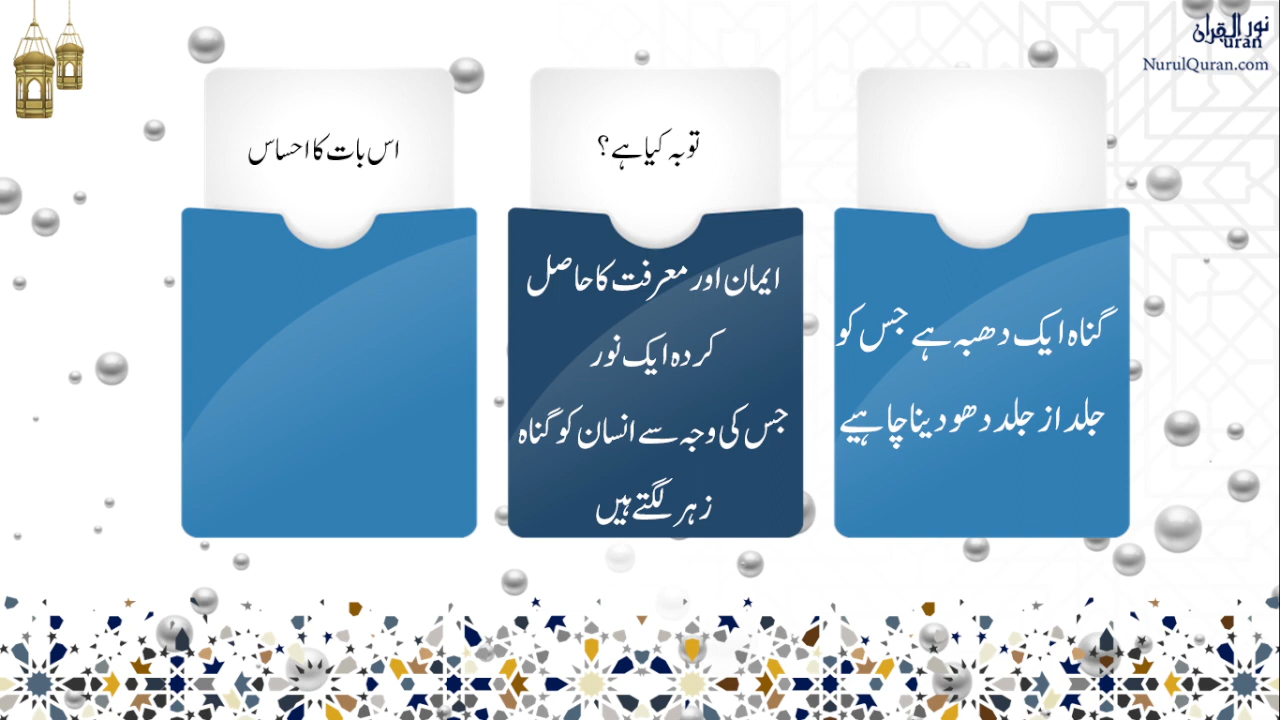 نور القرآن
uran
NurulQuran.com
گناہ ایک دھبہ ہے جس کو
جلد از جلد دھو دینا چاہیے
توبہ کیا ہے؟
ایمان اور معرفت کا حاصل
کردہ ایک نور
جس کی وجہ سے انسان کو گناہ
زہر لگتے ہیں
اس بات کا احساس